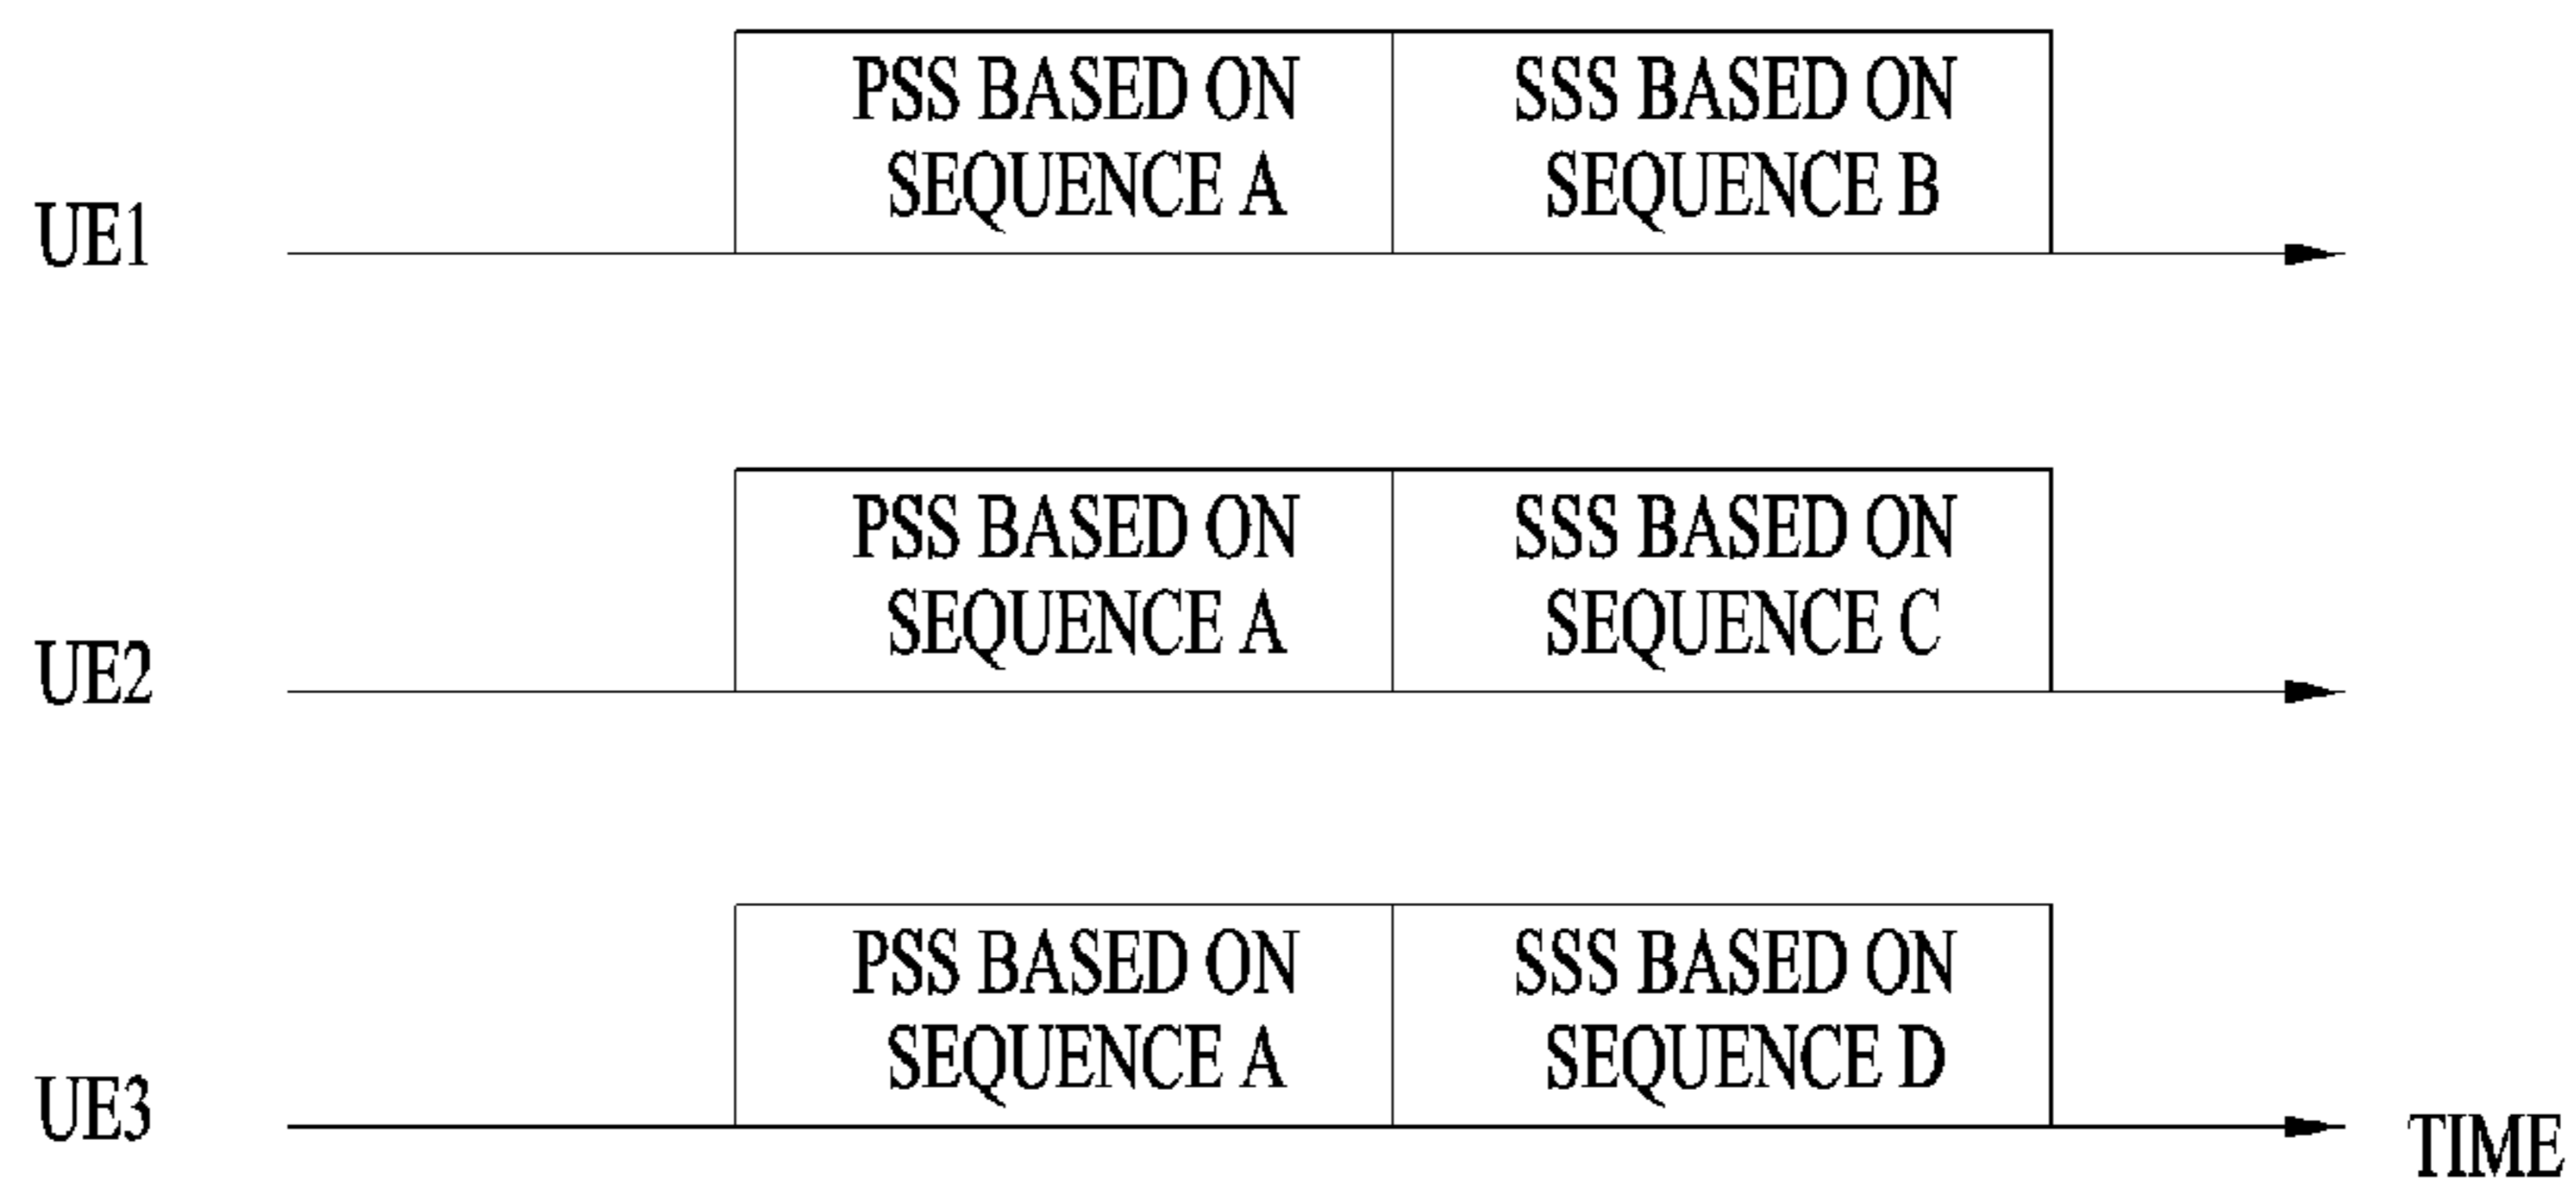 PSS BASED ON
SEQUENCE A
SSS BASED ON
SEQUENCE B
UE1
PSS BASED ON
SEQUENCE A
SSS BASED ON
SEQUENCE C
UE2
PSS BASED ON
SEQUENCE A
SSS BASED ON
SEQUENCE D
UE3
TIME